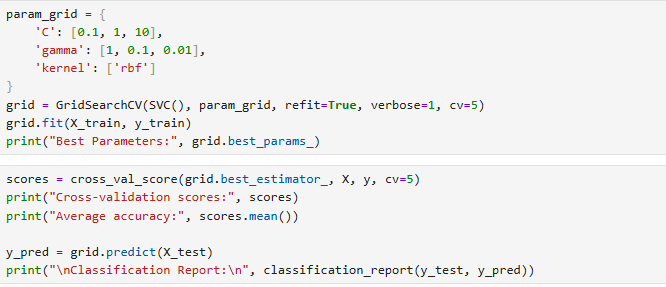 param_grid = {
    'C': [0.1, 1, 10],
    'gamma': [1, 0.1, 0.01],
    'kernel': ['rbf']
}
grid = GridSearchCV(SVC(), param_grid, refit=True, verbose=1, cv=5)
grid.fit(X_train, y_train)
print("Best Parameters:", grid.best_params_)
scores = cross_val_score(grid.best_estimator_, X, y, cv=5)
print("Cross-validation scores:", scores)
print("Average accuracy:", scores.mean())
y_pred = grid.predict(X_test)
print("\nClassification Report:\n", classification_report(y_test, y_pred))